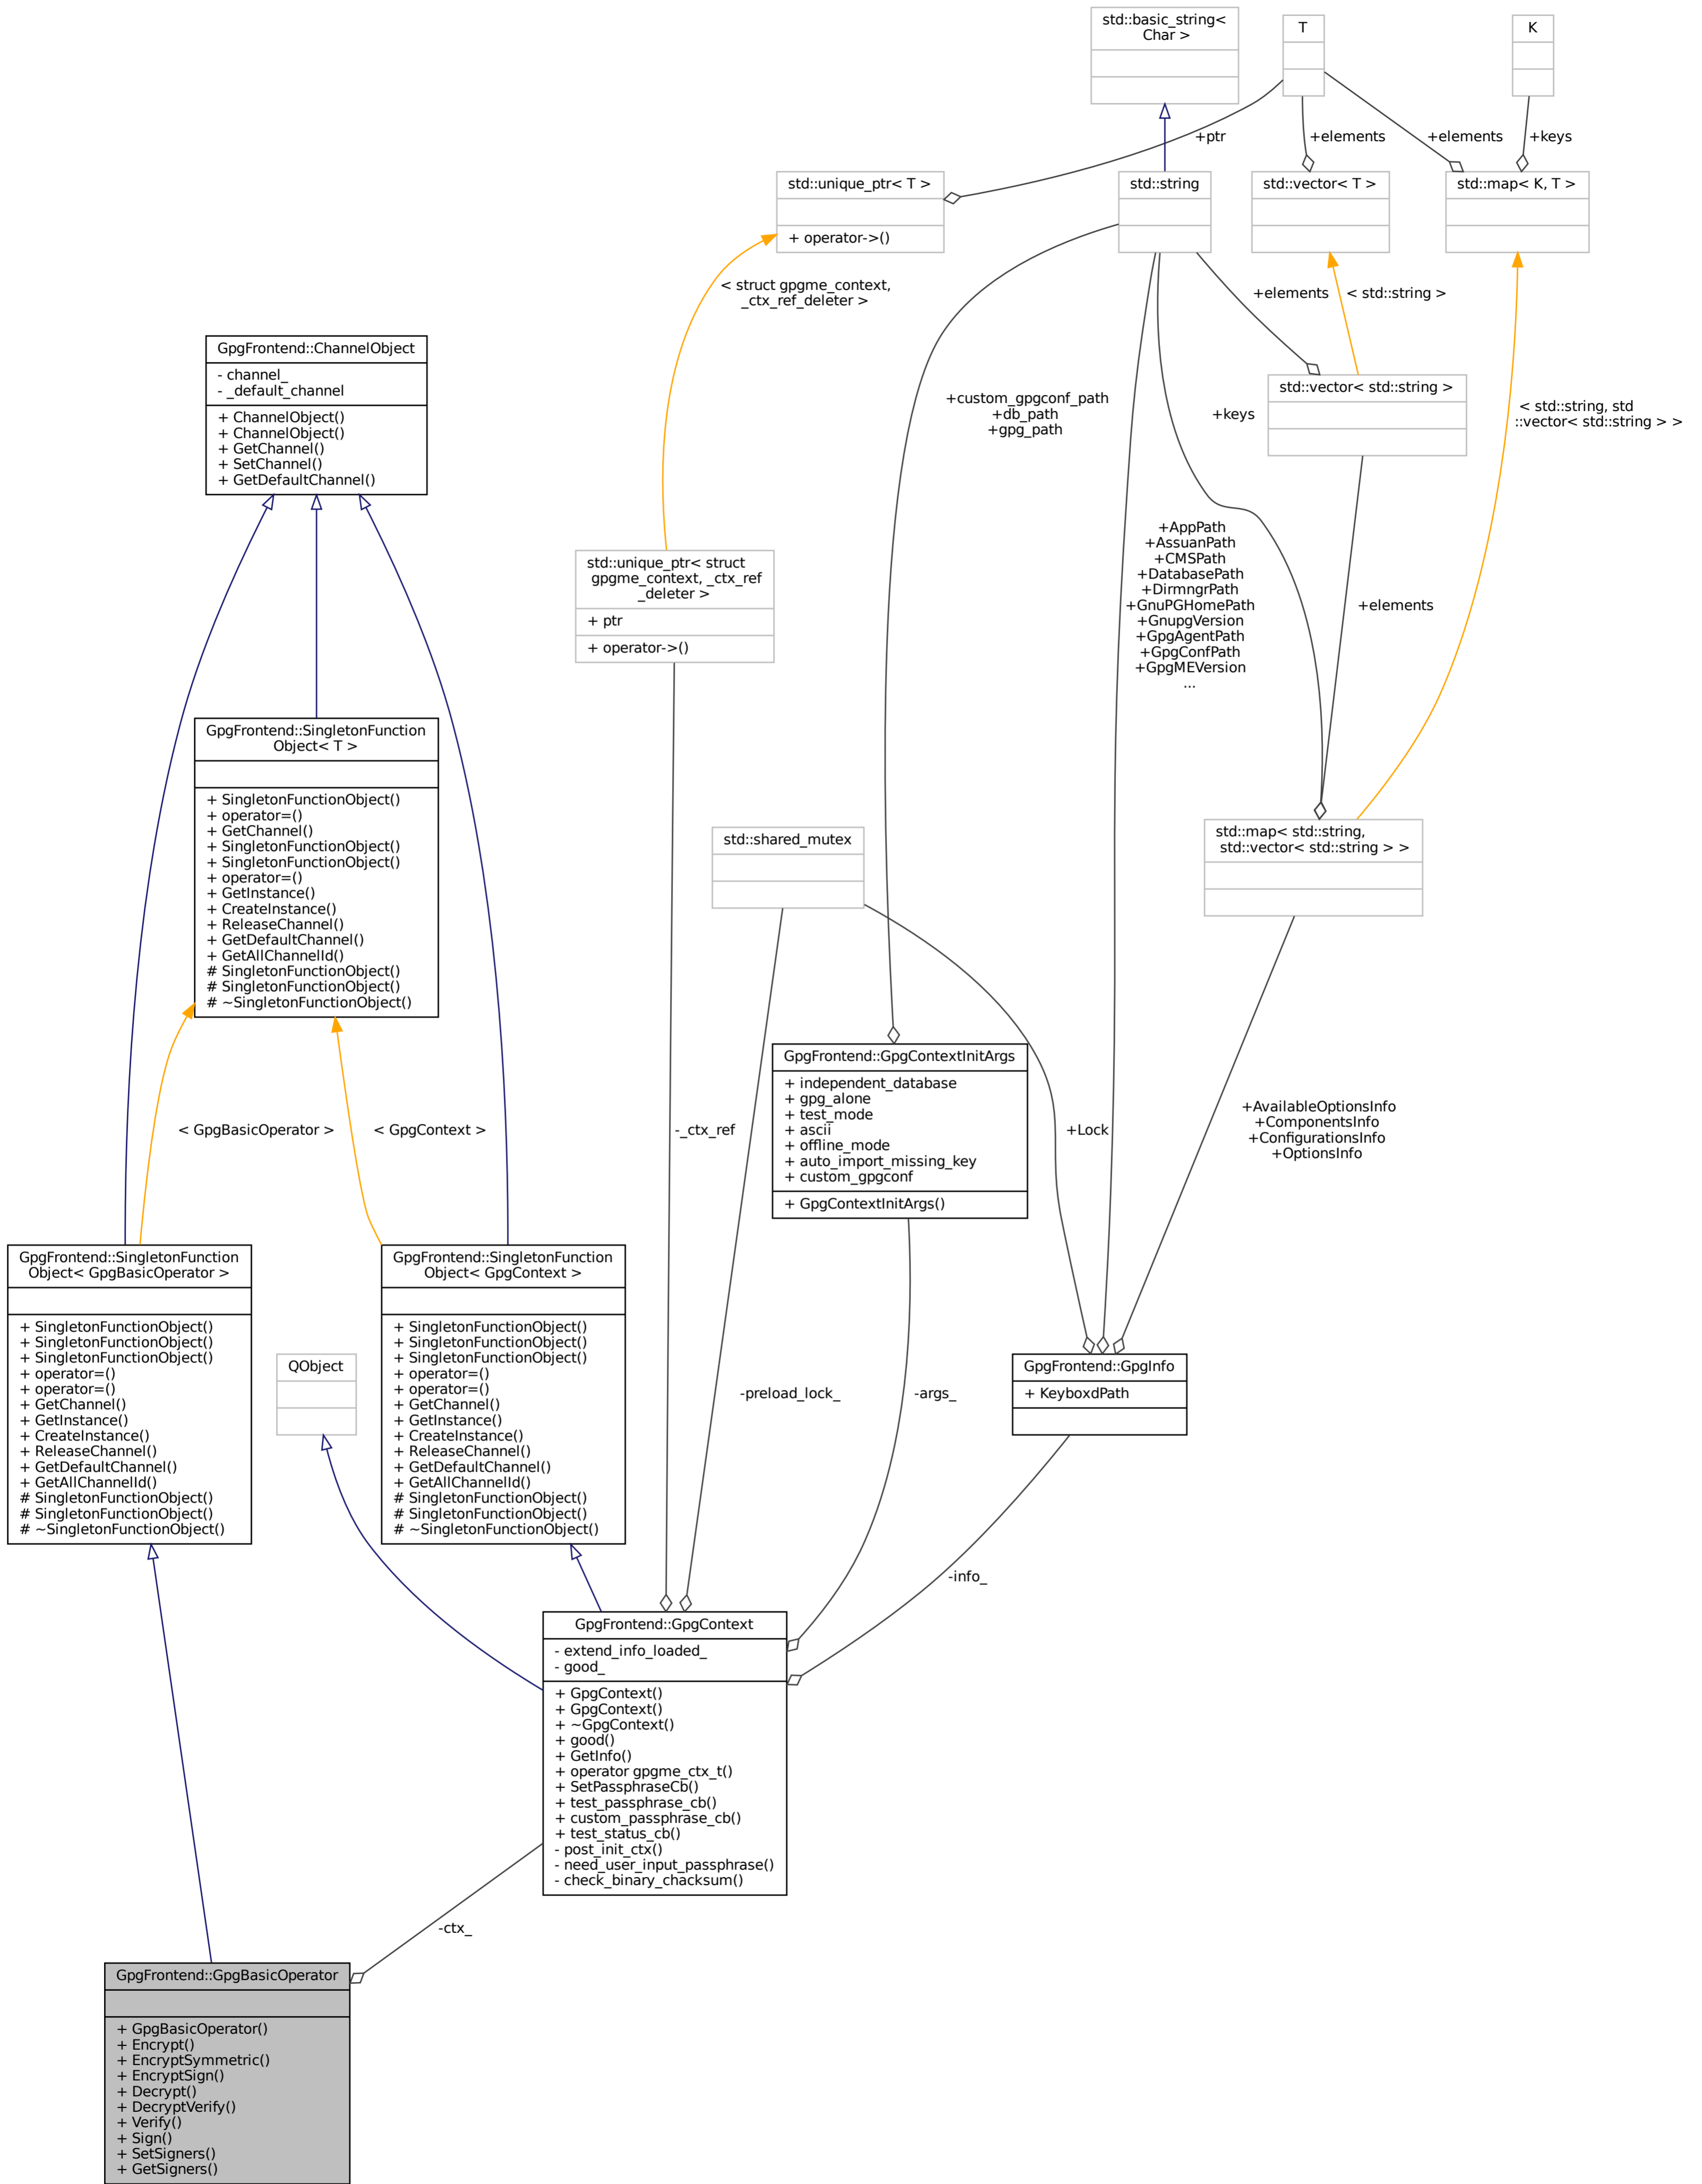 std::basic_string<
Char >
T
K
+ptr
+elements
+elements
+keys
std::unique_ptr< T >
+ operator->()
std::string
std::vector< T >
std::map< K, T >
< struct gpgme_context,
_ctx_ref_deleter >
+elements
< std::string >
GpgFrontend::ChannelObject
- channel_
- _default_channel
+ ChannelObject()
+ ChannelObject()
+ GetChannel()
+ SetChannel()
+ GetDefaultChannel()
+custom_gpgconf_path
+db_path
+gpg_path
+keys
std::vector< std::string >
< std::string, std
::vector< std::string > >
std::unique_ptr< struct
gpgme_context, _ctx_ref
_deleter >
+ ptr
+ operator->()
+AppPath
+AssuanPath
+CMSPath
+DatabasePath
+DirmngrPath
+GnuPGHomePath
+GnupgVersion
+GpgAgentPath
+GpgConfPath
+GpgMEVersion
...
+elements
GpgFrontend::SingletonFunction
Object< T >
+ SingletonFunctionObject()
+ operator=()
+ GetChannel()
+ SingletonFunctionObject()
+ SingletonFunctionObject()
+ operator=()
+ GetInstance()
+ CreateInstance()
+ ReleaseChannel()
+ GetDefaultChannel()
+ GetAllChannelId()
# SingletonFunctionObject()
# SingletonFunctionObject()
# ~SingletonFunctionObject()
std::shared_mutex
std::map< std::string,
std::vector< std::string > >
< GpgBasicOperator >
< GpgContext >
-_ctx_ref
GpgFrontend::GpgContextInitArgs
+ independent_database
+ gpg_alone
+ test_mode
+ ascii
+ offline_mode
+ auto_import_missing_key
+ custom_gpgconf
+ GpgContextInitArgs()
+Lock
+AvailableOptionsInfo
+ComponentsInfo
+ConfigurationsInfo
+OptionsInfo
GpgFrontend::SingletonFunction
Object< GpgBasicOperator >
+ SingletonFunctionObject()
+ SingletonFunctionObject()
+ SingletonFunctionObject()
+ operator=()
+ operator=()
+ GetChannel()
+ GetInstance()
+ CreateInstance()
+ ReleaseChannel()
+ GetDefaultChannel()
+ GetAllChannelId()
# SingletonFunctionObject()
# SingletonFunctionObject()
# ~SingletonFunctionObject()
QObject
GpgFrontend::SingletonFunction
Object< GpgContext >
+ SingletonFunctionObject()
+ SingletonFunctionObject()
+ SingletonFunctionObject()
+ operator=()
+ operator=()
+ GetChannel()
+ GetInstance()
+ CreateInstance()
+ ReleaseChannel()
+ GetDefaultChannel()
+ GetAllChannelId()
# SingletonFunctionObject()
# SingletonFunctionObject()
# ~SingletonFunctionObject()
-preload_lock_
-args_
GpgFrontend::GpgInfo
+ KeyboxdPath
-info_
GpgFrontend::GpgContext
- extend_info_loaded_
- good_
+ GpgContext()
+ GpgContext()
+ ~GpgContext()
+ good()
+ GetInfo()
+ operator gpgme_ctx_t()
+ SetPassphraseCb()
+ test_passphrase_cb()
+ custom_passphrase_cb()
+ test_status_cb()
- post_init_ctx()
- need_user_input_passphrase()
- check_binary_chacksum()
-ctx_
GpgFrontend::GpgBasicOperator
+ GpgBasicOperator()
+ Encrypt()
+ EncryptSymmetric()
+ EncryptSign()
+ Decrypt()
+ DecryptVerify()
+ Verify()
+ Sign()
+ SetSigners()
+ GetSigners()